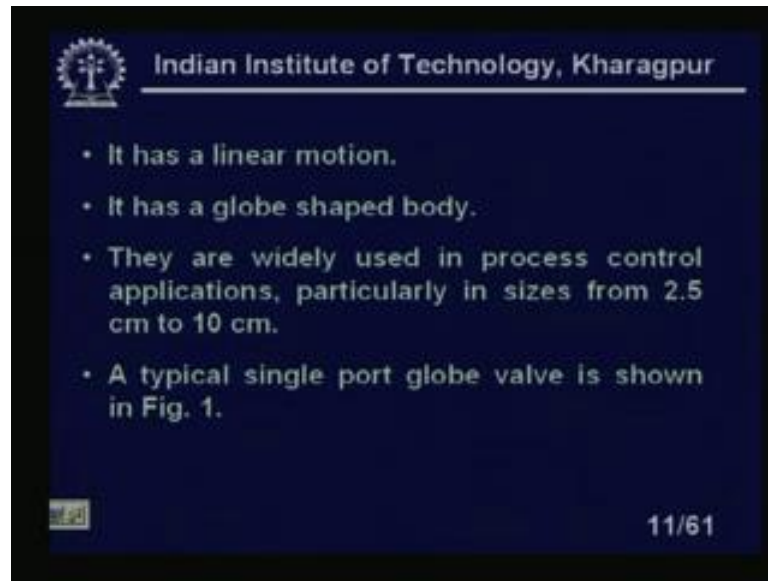 Indian Institute of Technology, Kharagpur
• It has a linear motion.
• It has a globe shaped body.
• They are widely used in process control
applications, particularly in sizes from 2.5
cm to 10 cm.
• A typical single port globe valve is shown
in Fig. 1.
11/61